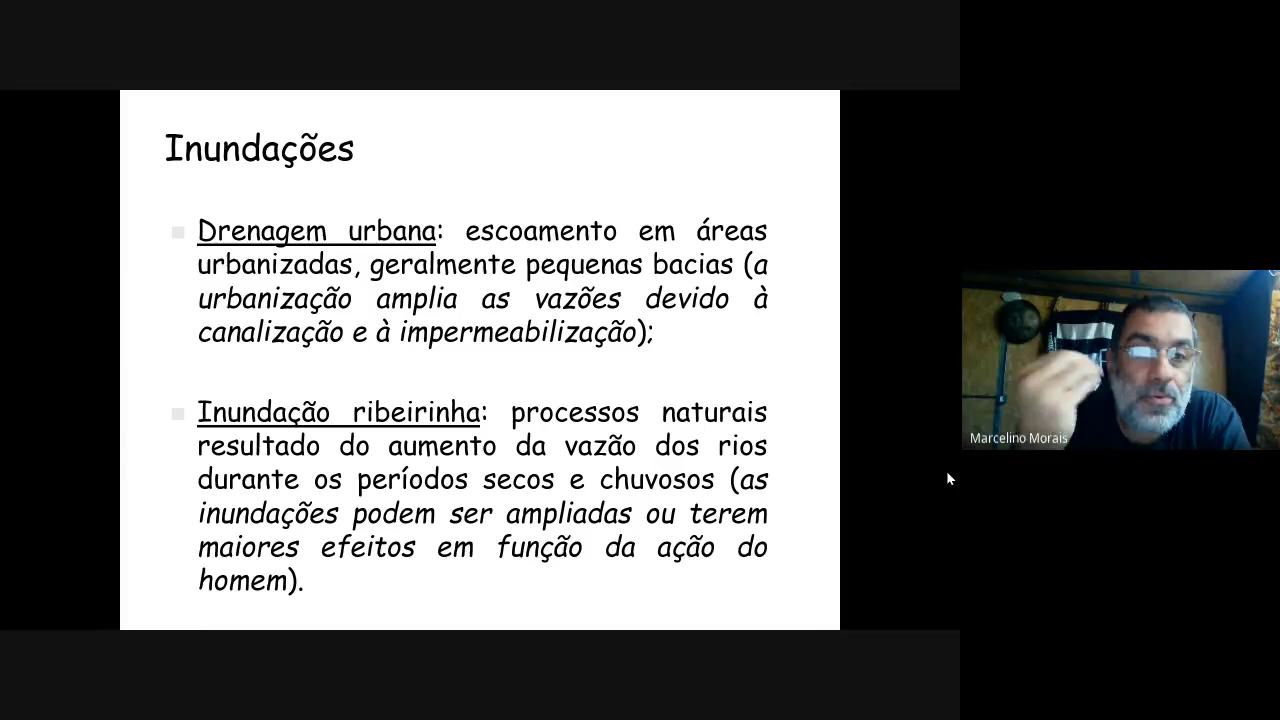 Inundações
Drenagem urbana: escoamento em áreas
urbanizadas, geralmente pequenas bacias (a
urbanização amplia as vazões devido à
canalização e à impermeabilização);
Inundação ribeirinha: processos naturais
resultado do aumento da vazão dos rios
durante os períodos secos e chuvosos (as
inundações podem ser ampliadas ou terem
maiores efeitos em função da ação do
homem).
Marcelino Morais